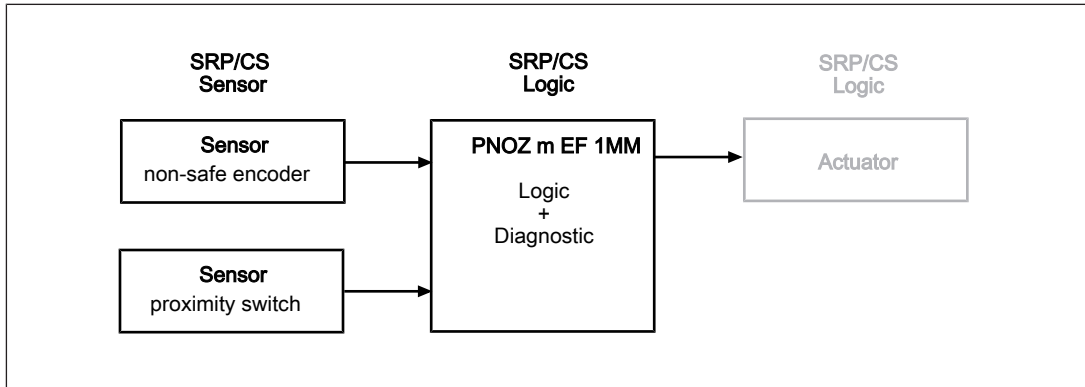 SRP/CS
Sensor
SRP/CS
Logic
SRP/CS
Logic
Sensor
non-safe encoder
PNOZ m EF 1MM
Logic
+
Diagnostic
Actuator
Sensor
proximity switch